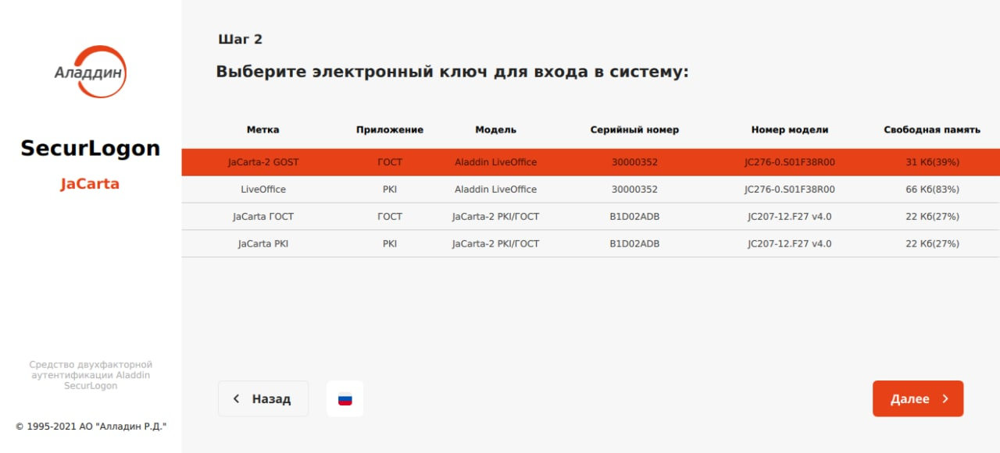 Аладдин
SecurLogon
JaCarta
Средство двухфакторной
аутентификации Aladdin
SecurLogon
© 1995-2021 АО "Алладин Р.Д."
Шаг 2
Выберите электронный ключ для входа в систему:
Метка Приложение Модель Серийный номер Номер модели Свободная память
JaCarta-2 GOST ГОСТ Aladdin LiveOffice 30000352 JC276-0.S01F38R00 31 Кб(39%)
LiveOffice PKI Aladdin LiveOffice 30000352 JC276-0.S01F38R00 66 Кб(83%)
JaCarta ГОСТ ГОСТ JaCarta-2 PKI/ГОСТ B1D02ADB JC207-12.F27 v4.0 22 Кб(27%)
JaCarta PKI PKI JaCarta-2 PKI/ГОСТ B1D02ADB JC207-12.F27 v4.0 22 Кб(27%)
Назад Далее